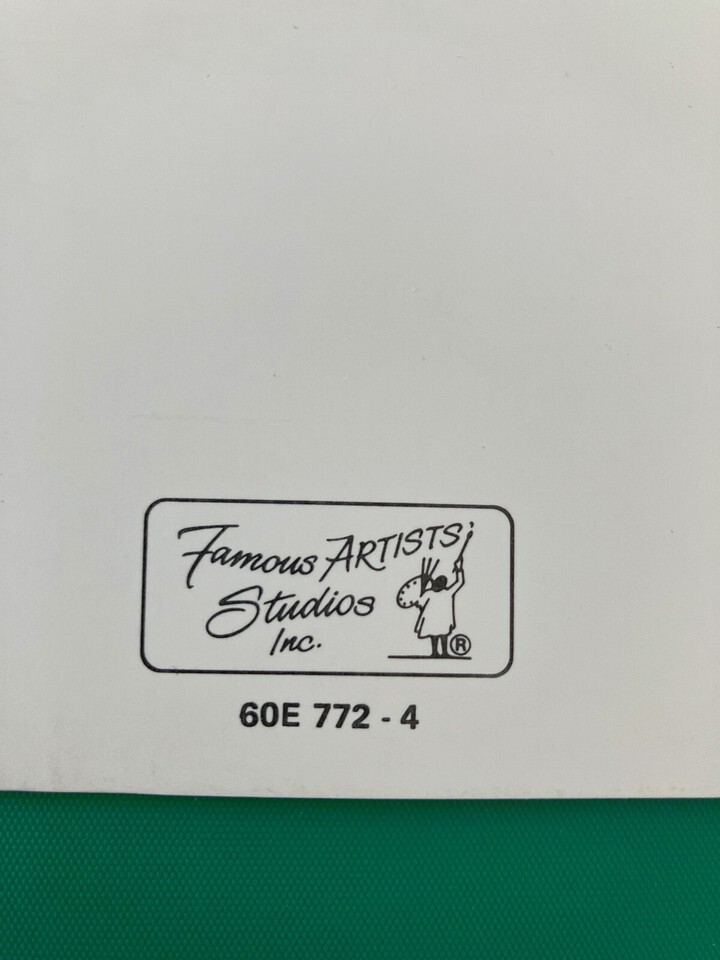 Famous ARTISTS'
Studios
Inc.
®
60E 772 - 4